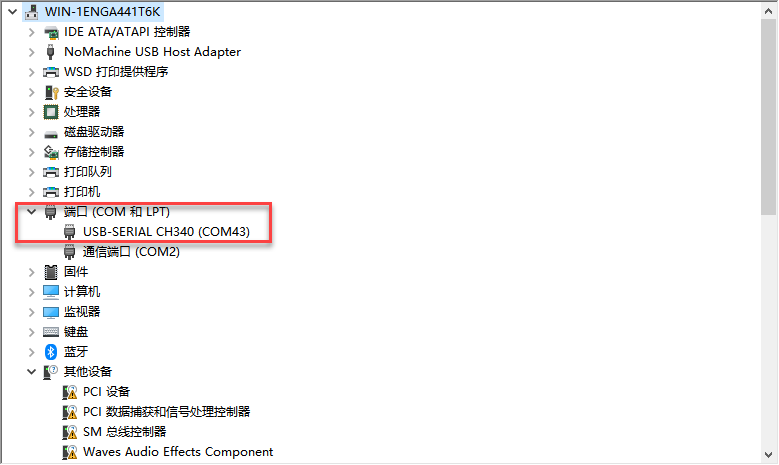 WIN-1ENGA441T6K
IDE ATA/ATAPI 控制器
NoMachine USB Host Adapter
WSD 打印提供程序
安全设备
处理器
磁盘驱动器
存储控制器
打印队列
打印机
端口 (COM 和 LPT)
USB-SERIAL CH340 (COM43)
通信端口 (COM2)
固件
计算机
监视器
键盘
蓝牙
其他设备
PCI 设备
PCI 数据捕获和信号处理控制器
SM 总线控制器
Waves Audio Effects Component